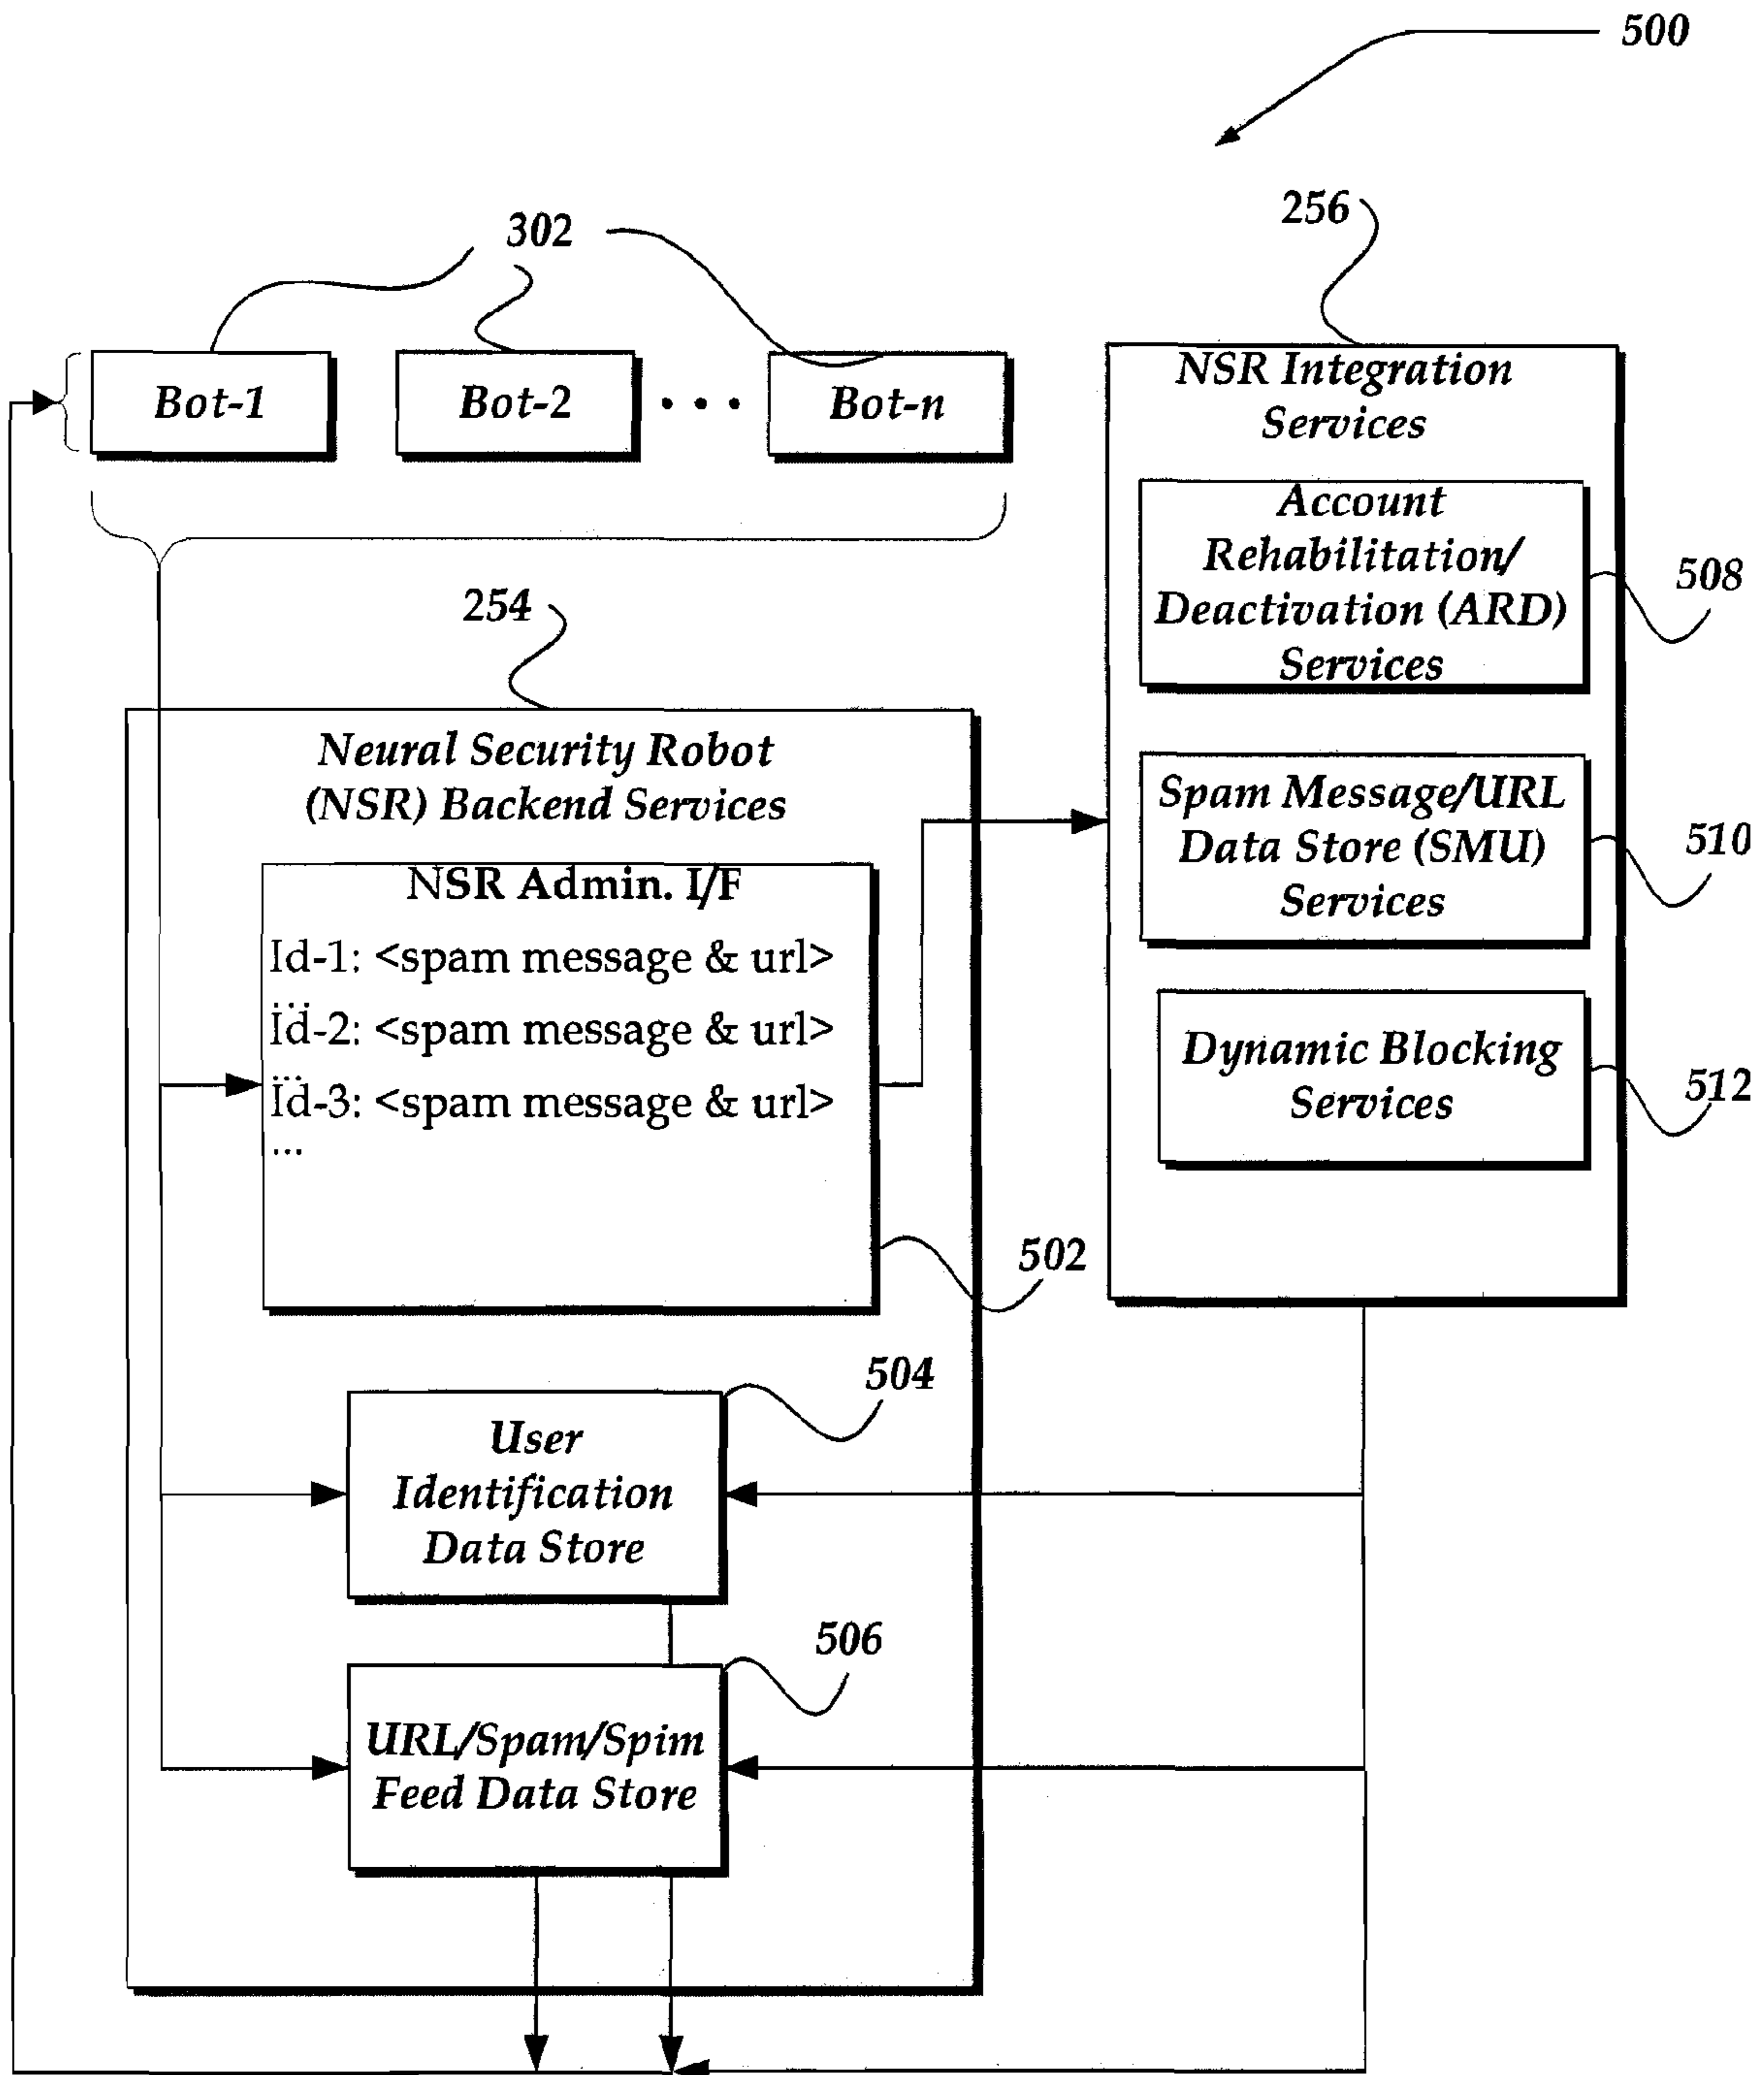 500
256
302
Bot-1
Bot-2
• • •
Bot-n
NSR Integration
Services
Account
Rehabilitation/
Deactivation (ARD)
Services
508
254
Neural Security Robot
(NSR) Backend Services
Spam Message/URL
Data Store (SMU)
Services
510
NSR Admin. I/F
Id-1: <spam message & url>
...
Id-2: <spam message & url>
...
Id-3: <spam message & url>
...
Dynamic Blocking
Services
512
502
504
User
Identification
Data Store
506
URL/Spam/Spim
Feed Data Store